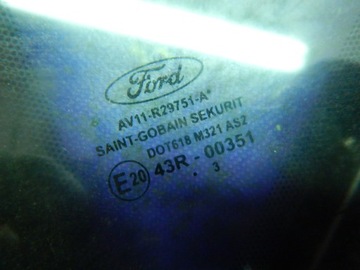 Ford
AV11-R29751-A*
SAINT-GOBAIN SEKURIT
DOT618 M321 AS2
E20 43R - 00351
. 3